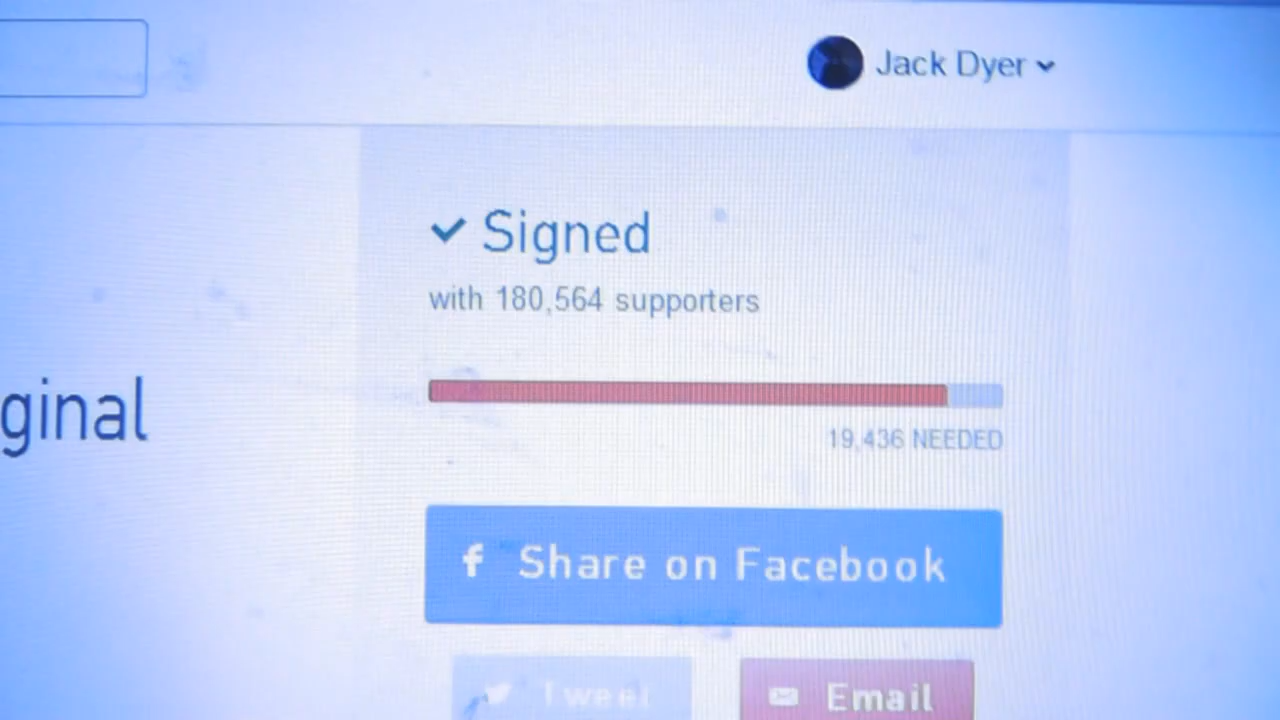 Jack Dyer
Signed
with 180,564 supporters
ginal
19,436 NEEDED
f Share on Facebook
Tweet
Email